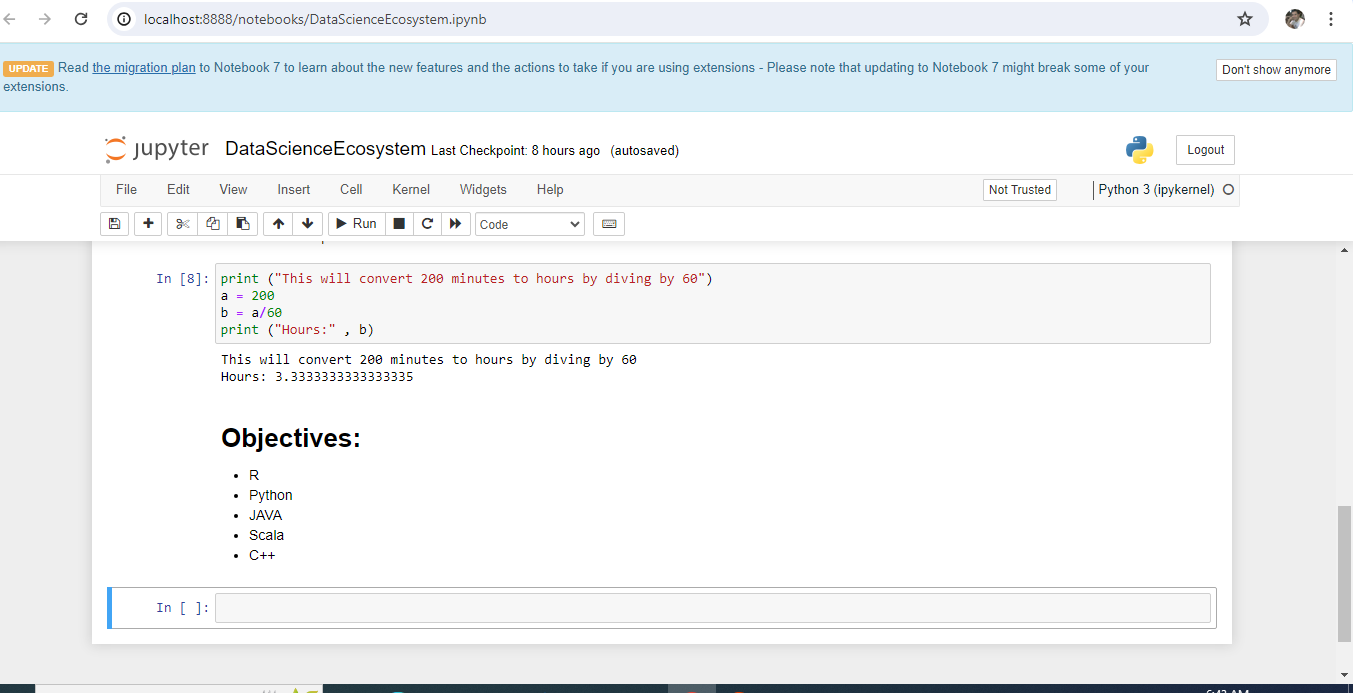 localhost:8888/notebooks/DataScienceEcosystem.ipynb
UPDATE Read the migration plan to Notebook 7 to learn about the new features and the actions to take if you are using extensions - Please note that updating to Notebook 7 might break some of your
extensions.
Don't show anymore
jupyter DataScienceEcosystem Last Checkpoint: 8 hours ago (autosaved)
Logout
File Edit View Insert Cell Kernel Widgets Help
Not Trusted
Python 3 (ipykernel)
Run
Code
In [8]: print ("This will convert 200 minutes to hours by diving by 60")
a = 200
b = a/60
print ("Hours:" , b)
This will convert 200 minutes to hours by diving by 60
Hours: 3.3333333333333335
Objectives:
• R
• Python
• JAVA
• Scala
• C++
In [ ]: